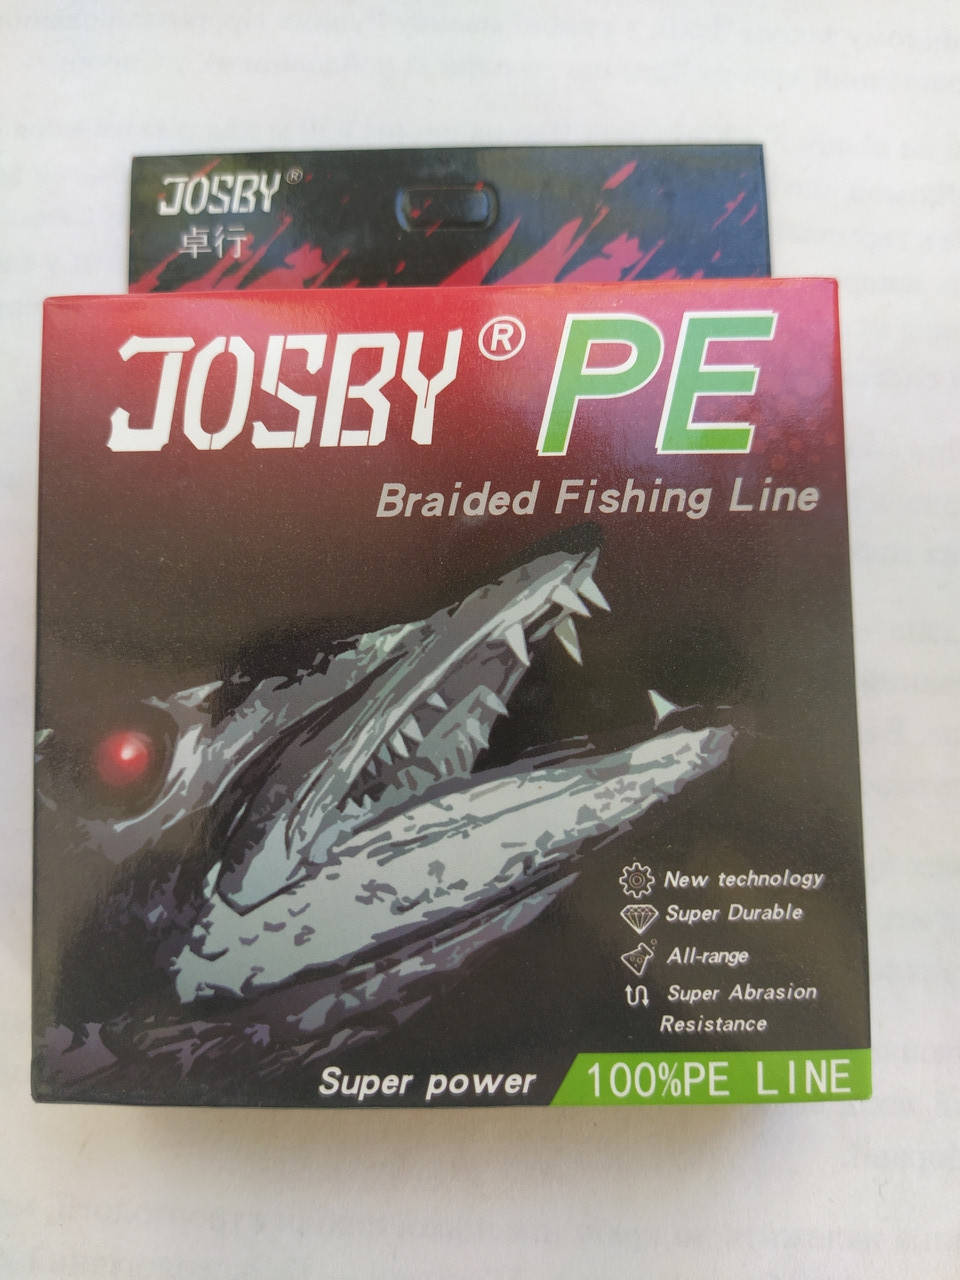 JOSBY®
卓行
JOSBY® PE
Braided Fishing Line
New technology
Super Durable
All-range
Super Abrasion
Resistance
Super power
100%PE LINE